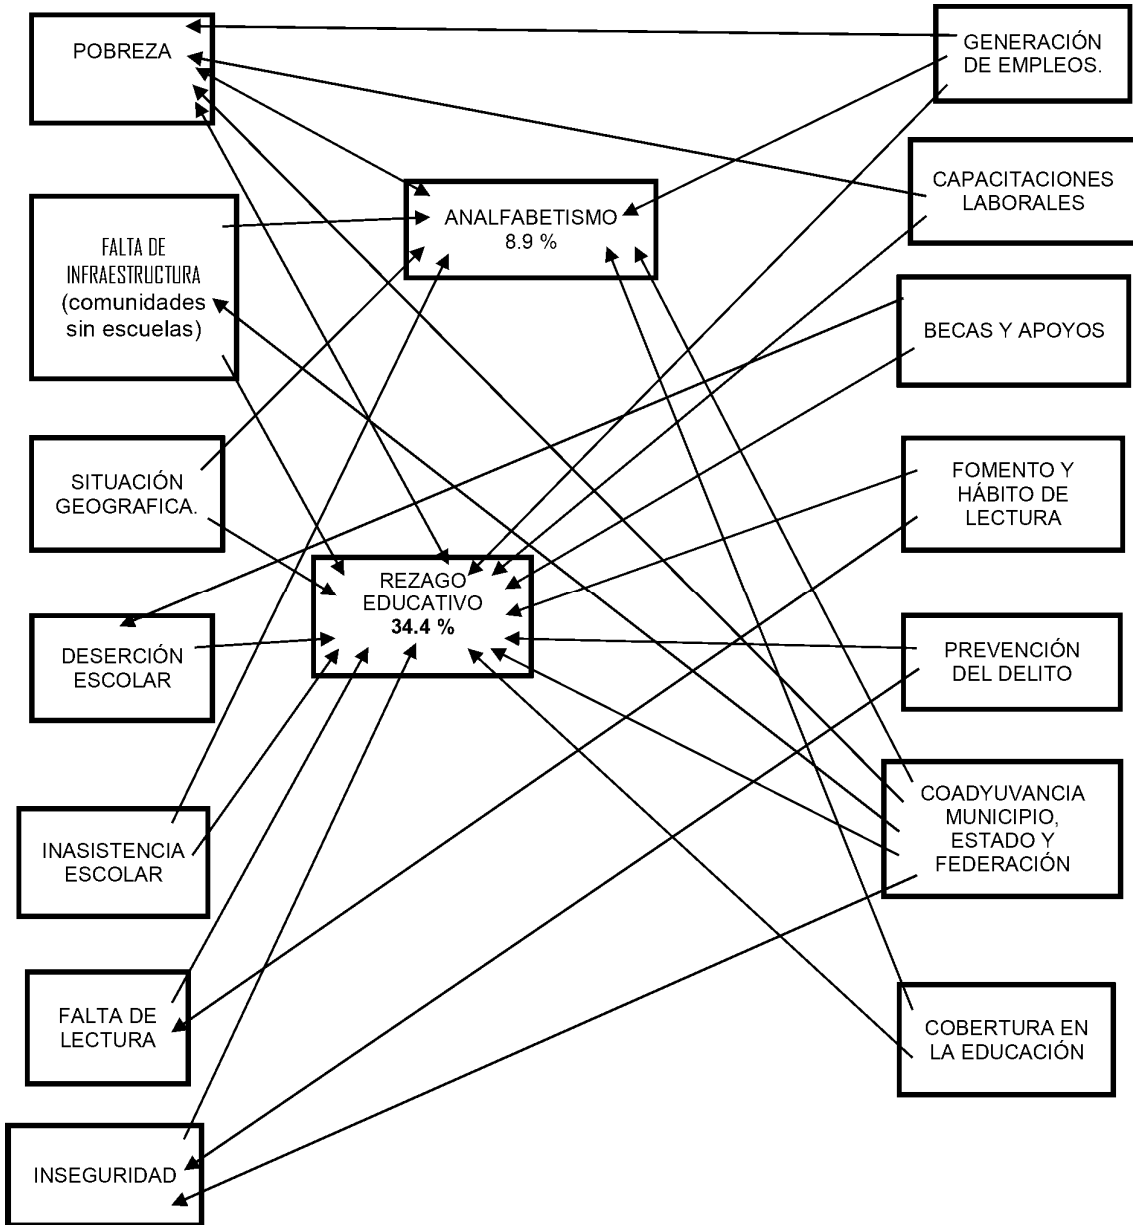 POBREZA
GENERACIÓN
DE EMPLEOS.
CAPACITACIONES
LABORALES
ANALFABETISMO
8.9 %
FALTA DE
INFRAESTRUCTURA
(comunidades
sin escuelas)
BECAS Y APOYOS
SITUACIÓN
GEOGRAFICA.
FOMENTO Y
HÁBITO DE
LECTURA
REZAGO
EDUCATIVO
34.4 %
DESERCIÓN
ESCOLAR
PREVENCIÓN
DEL DELITO
INASISTENCIA
ESCOLAR
COADYUVANCIA
MUNICIPIO,
ESTADO Y
FEDERACIÓN
FALTA DE
LECTURA
COBERTURA EN
LA EDUCACIÓN
INSEGURIDAD